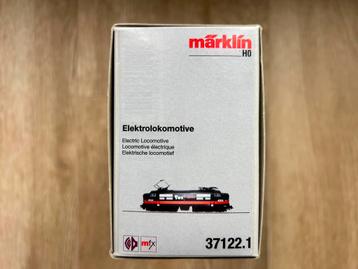 märklin
H0
Elektrolokomotive
Electric Locomotive
Locomotive électrique
Elektrische locomotief
mfx
37122.1